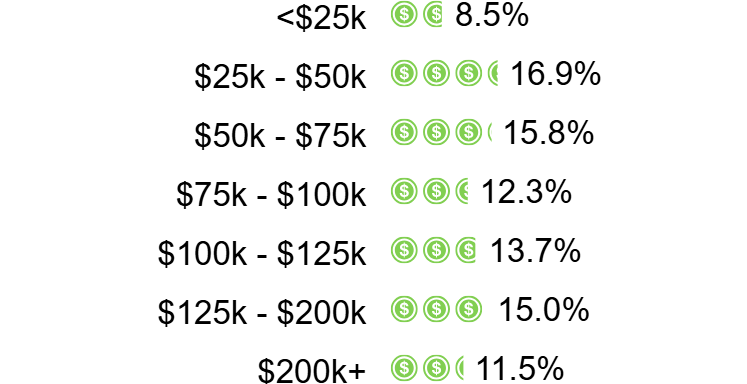 <$25k 8.5%
$25k - $50k 16.9%
$50k - $75k 15.8%
$75k - $100k 12.3%
$100k - $125k 13.7%
$125k - $200k 15.0%
$200k+ 11.5%